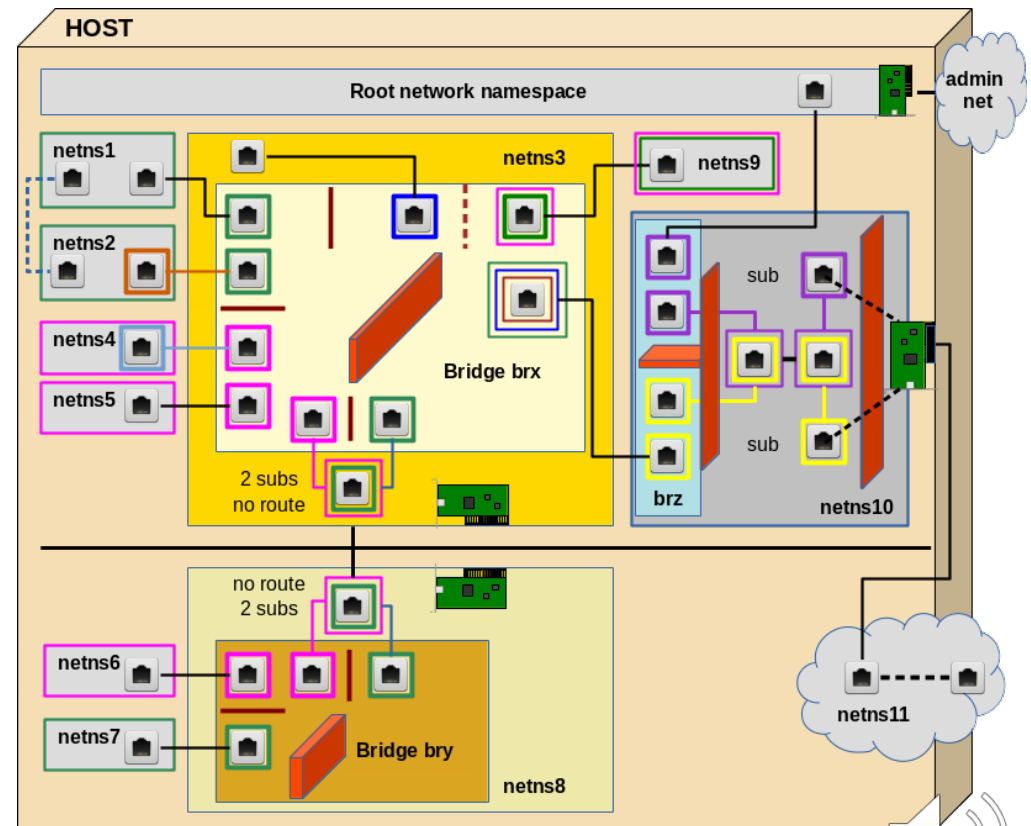 HOST
Root network namespace
admin
net
netns1
netns3
netns9
netns2
sub
netns4
Bridge brx
netns5
sub
2 subs
no route
brz
netns10
no route
2 subs
netns6
netns11
netns7
Bridge bry
netns8